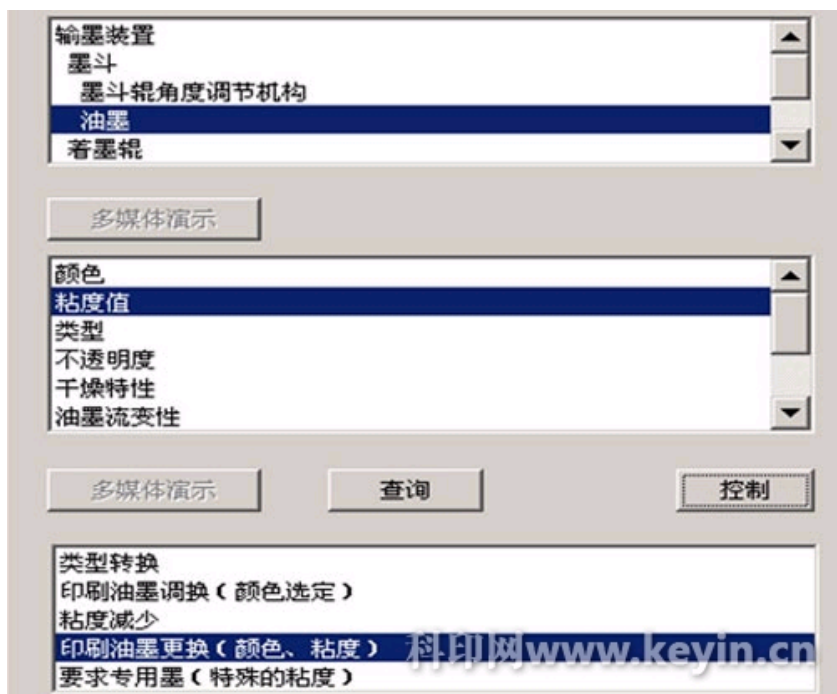 输墨装置
墨斗
墨斗辊角度调节机构
油墨
着墨辊
多媒体演示
颜色
粘度值
类型
不透明度
干燥特性
油墨流变性
多媒体演示 查询 控制
类型转换
印刷油墨调换(颜色选定)
粘度减少
印刷油墨更换(颜色、粘度) 科印网www.keyin.cn
要求专用墨(特殊的粘度)